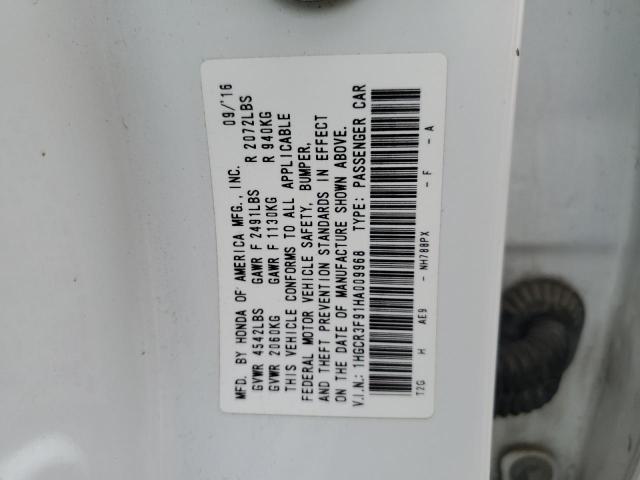 MFD. BY HONDA OF AMERICA MFG., INC. 09/'16
GVWR 4542LBS GAWR F 2491LBS R 2072LBS
GVWR 2060KG GAWR F 1130KG R 940KG
THIS VEHICLE CONFORMS TO ALL APPLICABLE
FEDERAL MOTOR VEHICLE SAFETY, BUMPER,
AND THEFT PREVENTION STANDARDS IN EFFECT
ON THE DATE OF MANUFACTURE SHOWN ABOVE.
V.I.N.: 1HGCR3F91HA009968 TYPE: PASSENGER CAR
T2G H AE9 - NH788PX - F - A